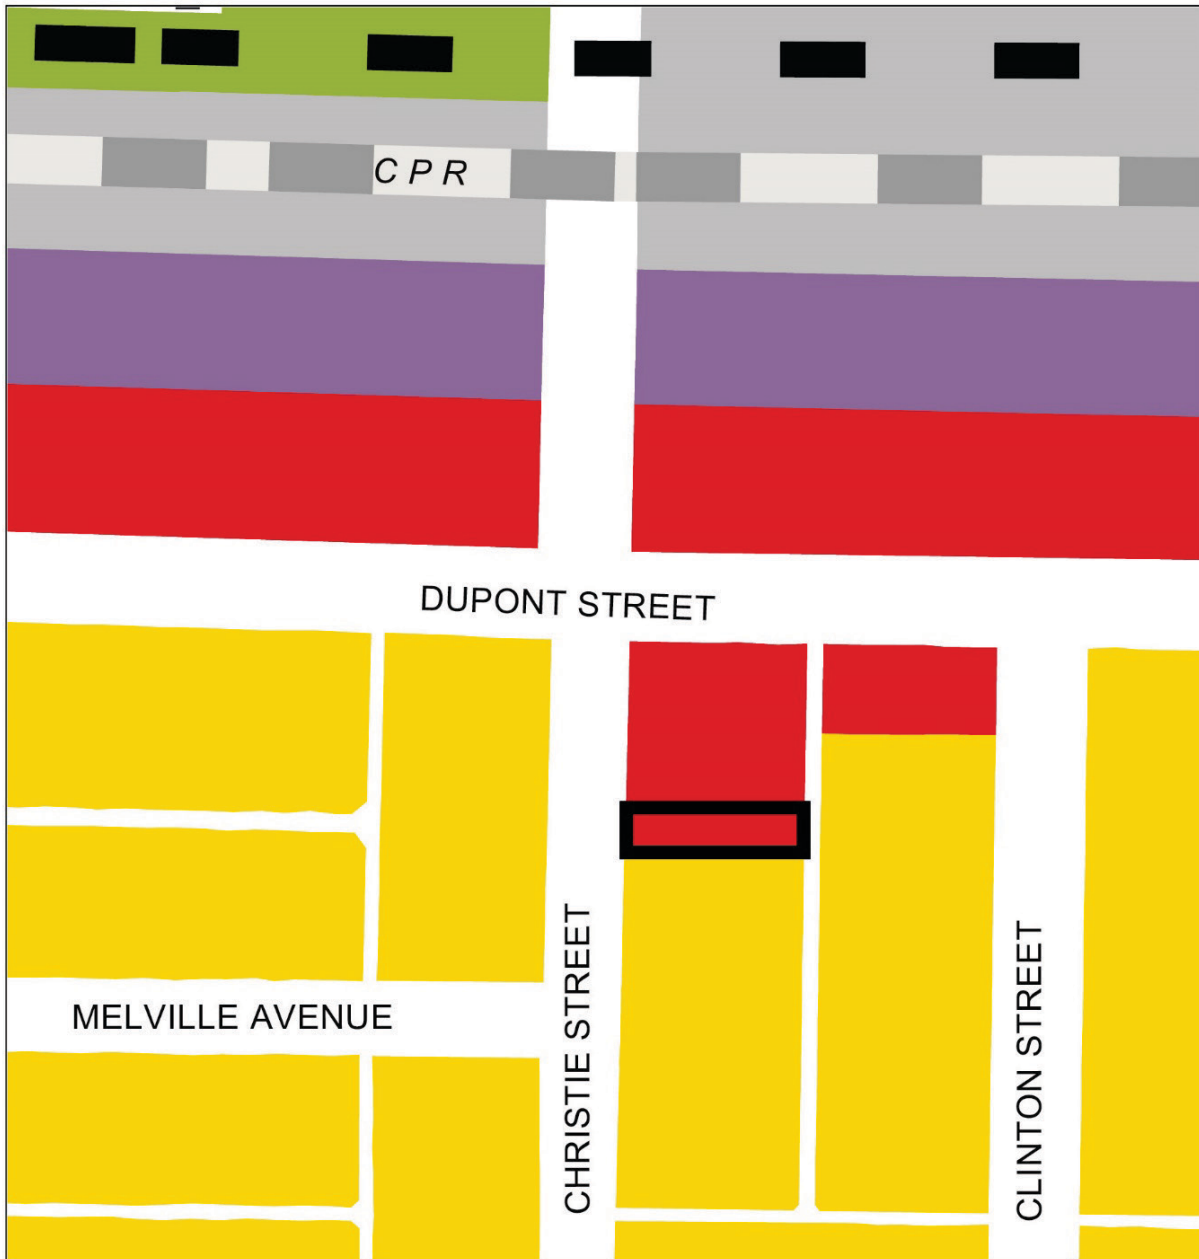 C P R
DUPONT STREET
MELVILLE AVENUE
CHRISTIE STREET
CLINTON STREET